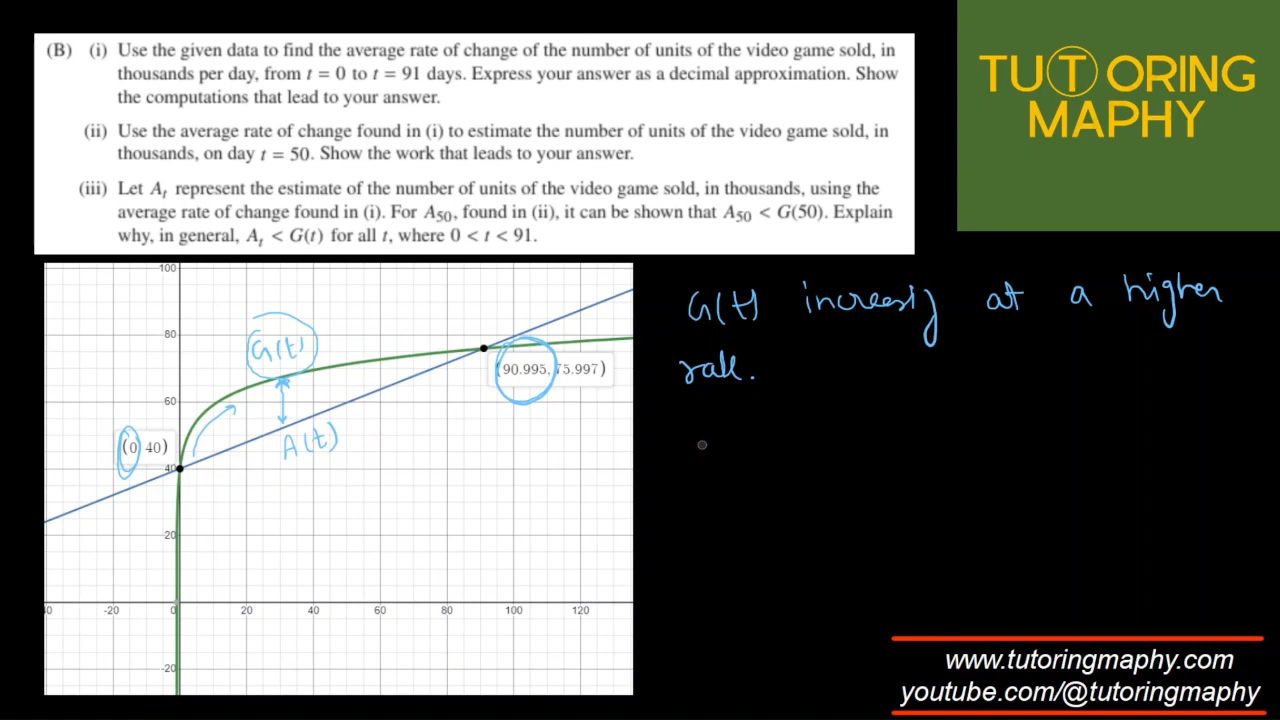 (B) (i) Use the given data to find the average rate of change of the number of units of the video game sold, in
thousands per day, from t = 0 to t = 91 days. Express your answer as a decimal approximation. Show
the computations that lead to your answer.
(ii) Use the average rate of change found in (i) to estimate the number of units of the video game sold, in
thousands, on day t = 50. Show the work that leads to your answer.
(iii) Let Aₜ represent the estimate of the number of units of the video game sold, in thousands, using the
average rate of change found in (i). For A₅₀, found in (ii), it can be shown that A₅₀ < G(50). Explain
why, in general, Aₜ < G(t) for all t, where 0 < t < 91.
TUTORING
MAPHY
100
80
G(t)
(90.995, 75.997)
60
(0, 40)
A(t)
40
20
-20
0
20
40
60
80
100
120
-20
G(t) increasing at a higher
rate.
www.tutoringmaphy.com
youtube.com/@tutoringmaphy